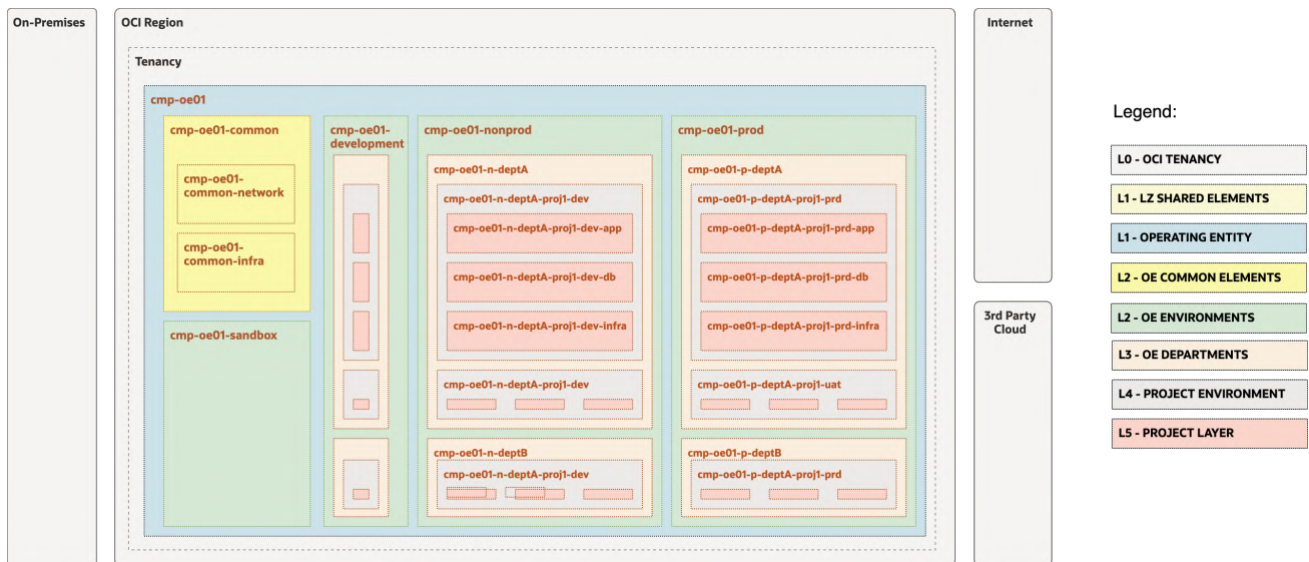 On-Premises
OCI Region
Tenancy
cmp-oe01
cmp-oe01-common
cmp-oe01-
common-network
cmp-oe01-
common-infra
cmp-oe01-sandbox
cmp-oe01-
development
cmp-oe01-nonprod
cmp-oe01-n-deptA
cmp-oe01-n-deptA-proj1-dev
cmp-oe01-n-deptA-proj1-dev-app
cmp-oe01-n-deptA-proj1-dev-db
cmp-oe01-n-deptA-proj1-dev-infra
cmp-oe01-n-deptA-proj1-dev
cmp-oe01-n-deptB
cmp-oe01-n-deptA-proj1-dev
cmp-oe01-prod
cmp-oe01-p-deptA
cmp-oe01-p-deptA-proj1-prd
cmp-oe01-p-deptA-proj1-prd-app
cmp-oe01-p-deptA-proj1-prd-db
cmp-oe01-p-deptA-proj1-prd-infra
cmp-oe01-p-deptA-proj1-uat
cmp-oe01-p-deptB
cmp-oe01-p-deptA-proj1-prd
Internet
3rd Party
Cloud
Legend:
L0 - OCI TENANCY
L1 - LZ SHARED ELEMENTS
L1 - OPERATING ENTITY
L2 - OE COMMON ELEMENTS
L2 - OE ENVIRONMENTS
L3 - OE DEPARTMENTS
L4 - PROJECT ENVIRONMENT
L5 - PROJECT LAYER